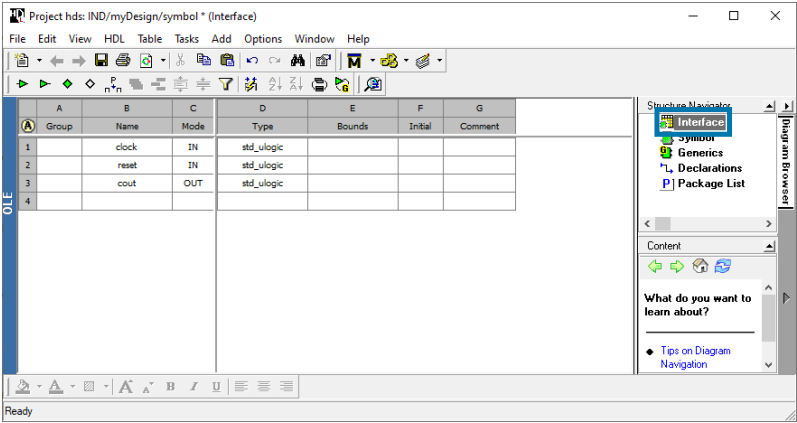 Project hds: IND/myDesign/symbol * (Interface)
File Edit View HDL Table Tasks Add Options Window Help
A B C D E F G
A Group Name Mode Type Bounds Initial Comment
1 clock IN std_ulogic
2 reset IN std_ulogic
3 cout OUT std_ulogic
4
OLE
Structure Navigator
Interface
Symbol
Generics
Declarations
Package List
Diagram Browser
Content
What do you want to
learn about?
Tips on Diagram
Navigation
A A A B I U
Ready